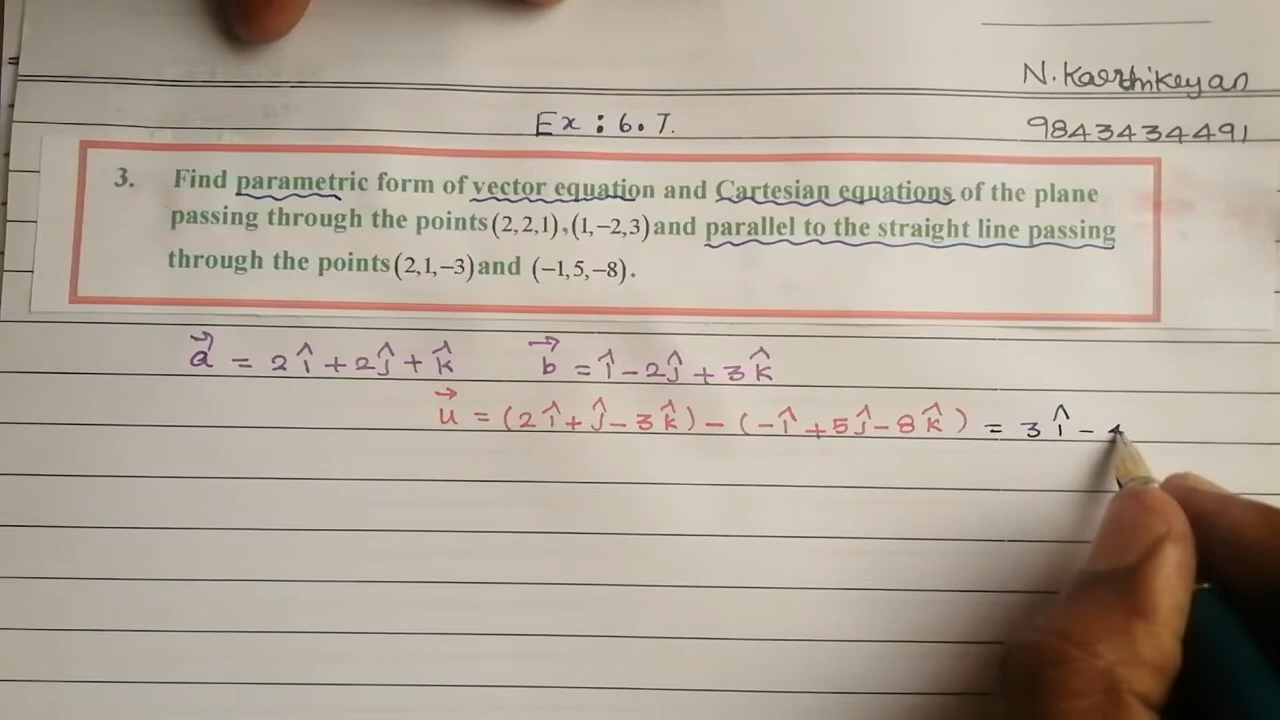 N. Karthikeyan
Ex : 6.7.
9843434491
3. Find parametric form of vector equation and Cartesian equations of the plane
passing through the points (2,2,1), (1,−2,3) and parallel to the straight line passing
through the points (2,1,−3) and (−1,5,−8).
a⃗ = 2î + 2ĵ + k̂ b⃗ = î − 2ĵ + 3k̂
u⃗ = (2î + ĵ − 3k̂) − (−î + 5ĵ − 8k̂) = 3î − 4